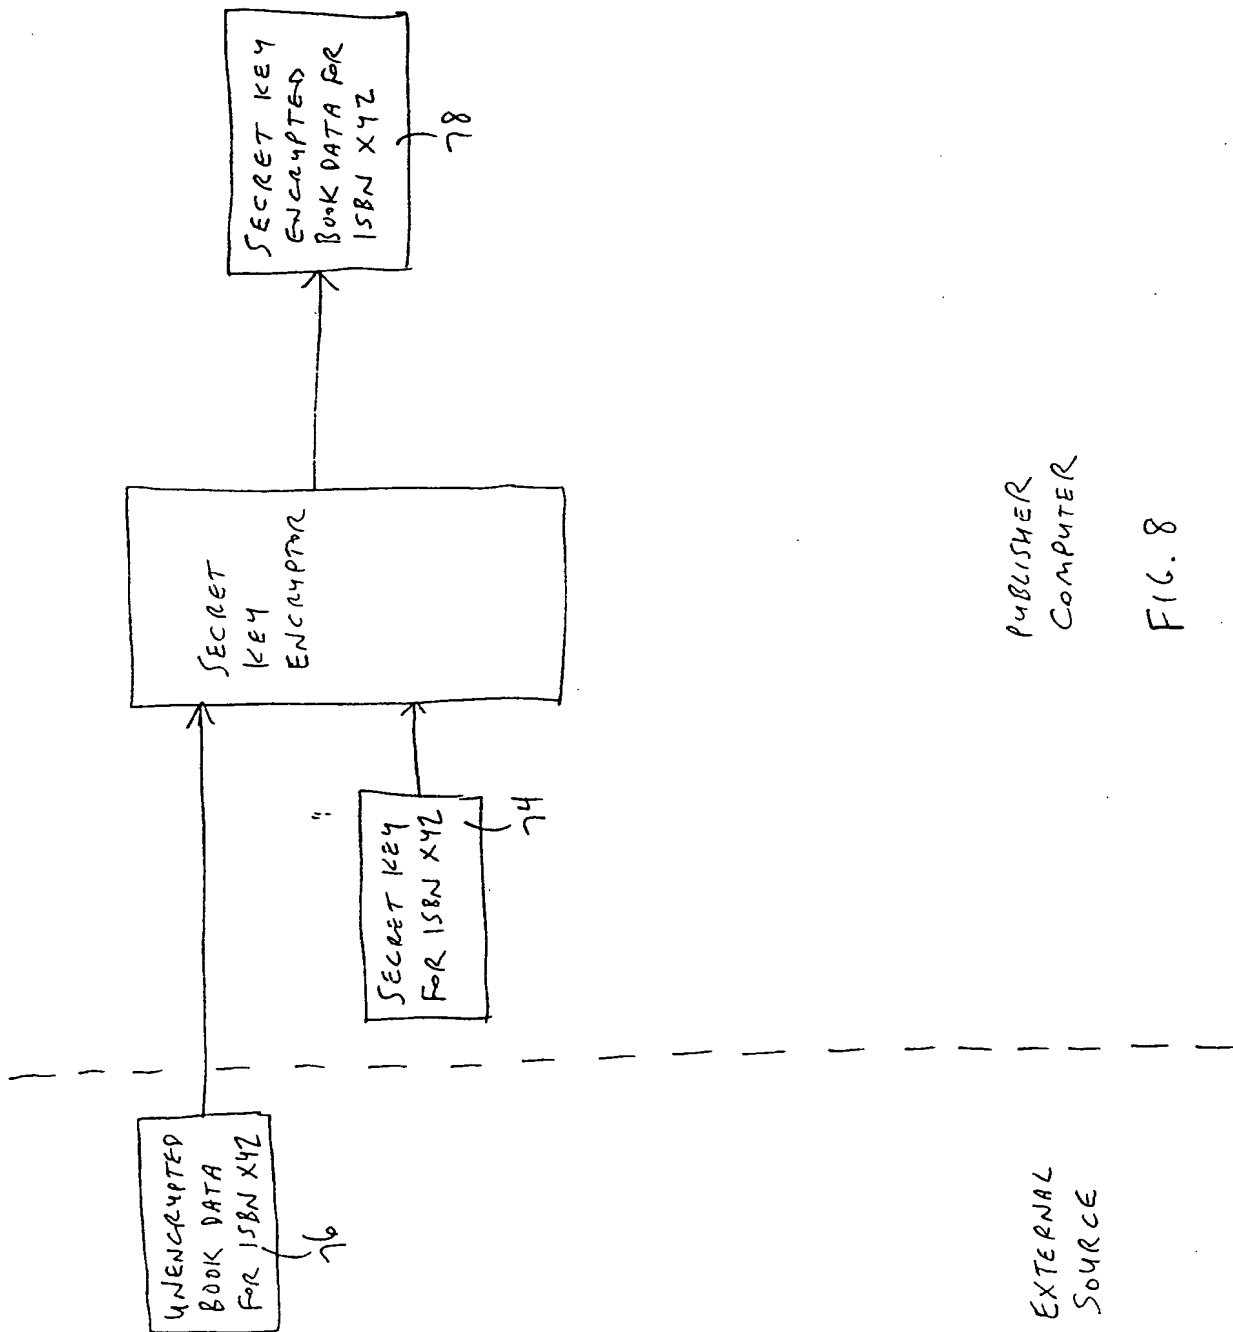 UNENCRYPTED
BOOK DATA
FOR ISBN XYZ
76
SECRET KEY
FOR ISBN XYZ
74
SECRET
KEY
ENCRYPTOR
SECRET KEY
ENCRYPTED
BOOK DATA FOR
ISBN XYZ
78
EXTERNAL
SOURCE
PUBLISHER
COMPUTER
FIG. 8